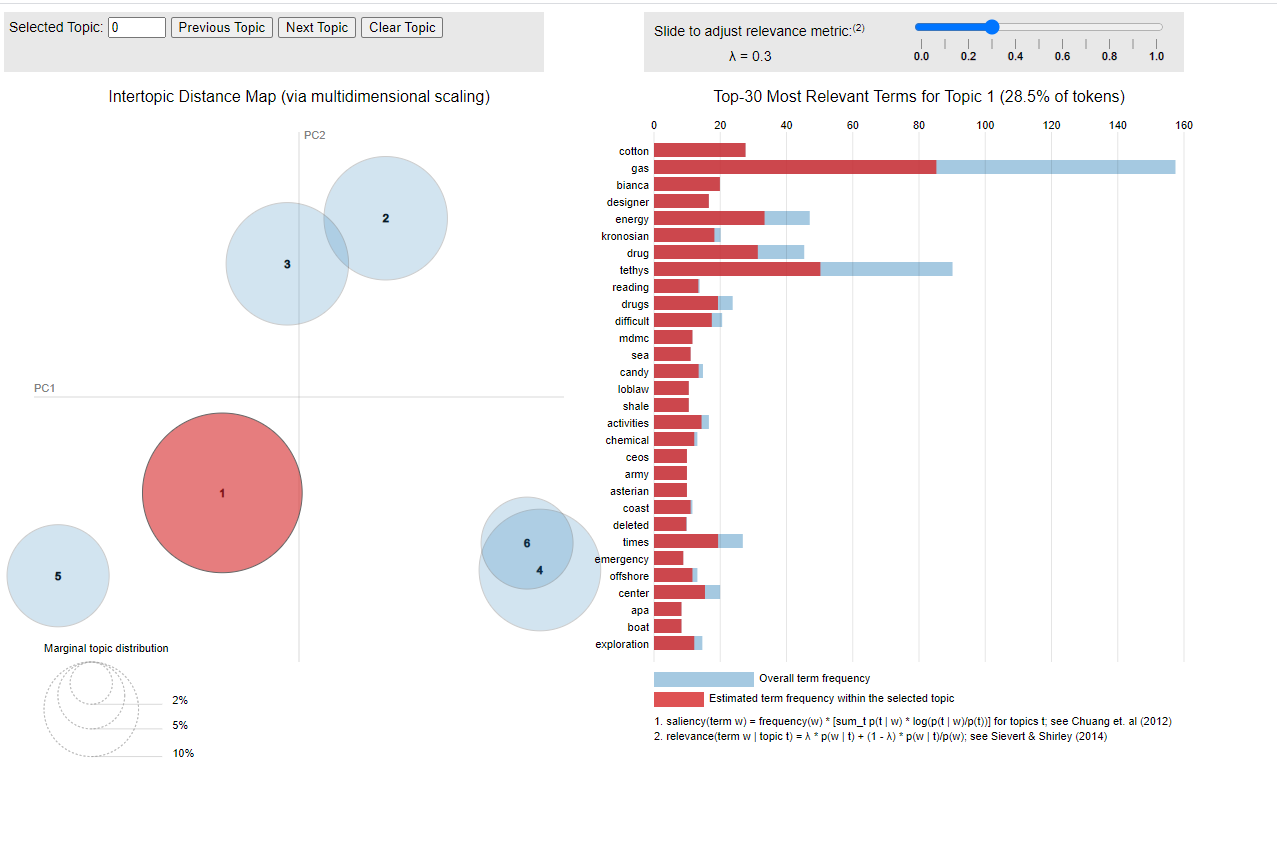 Selected Topic: 0 Previous Topic Next Topic Clear Topic
Slide to adjust relevance metric:(2)
λ = 0.3
0.0 0.2 0.4 0.6 0.8 1.0
Intertopic Distance Map (via multidimensional scaling)
PC2
PC1
2
3
1
5
6
4
Marginal topic distribution
2%
5%
10%
Top-30 Most Relevant Terms for Topic 1 (28.5% of tokens)
0 20 40 60 80 100 120 140 160
cotton
gas
bianca
designer
energy
kronosian
drug
tethys
reading
drugs
difficult
mdmc
sea
candy
loblaw
shale
activities
chemical
ceos
army
asterian
coast
deleted
times
emergency
offshore
center
apa
boat
exploration
Overall term frequency
Estimated term frequency within the selected topic
1. saliency(term w) = frequency(w) * [sum_t p(t | w) * log(p(t | w)/p(t))] for topics t; see Chuang et. al (2012)
2. relevance(term w | topic t) = λ * p(w | t) + (1 - λ) * p(w | t)/p(w); see Sievert & Shirley (2014)